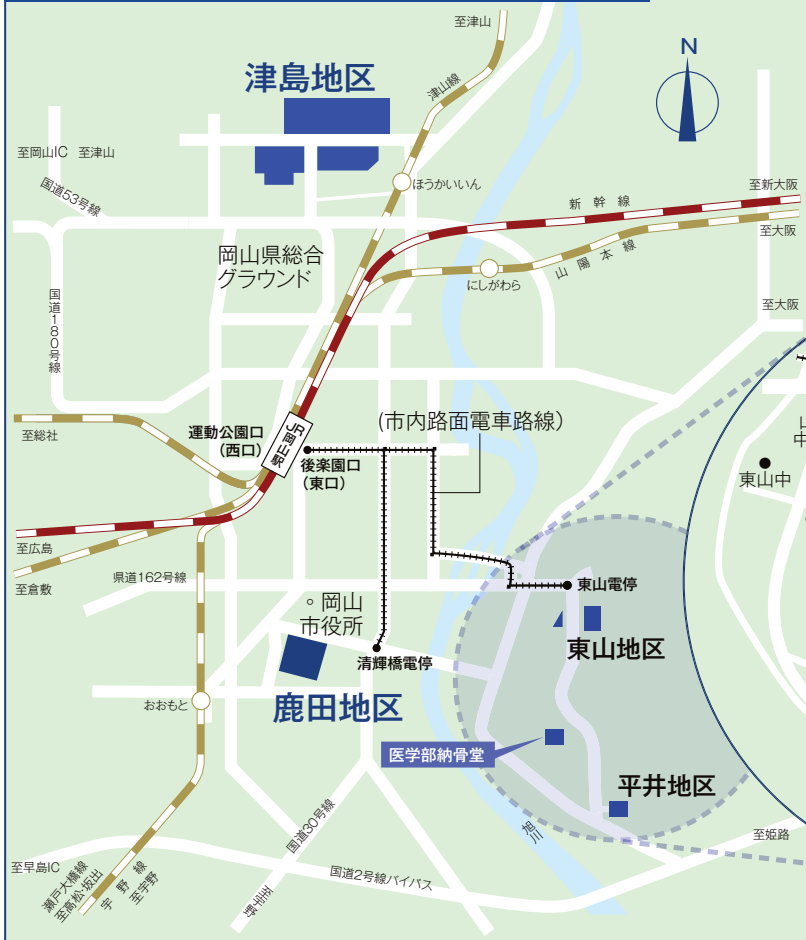 至津山
津島地区
津山線
N
至岡山IC 至津山
国道53号線
ほうかいいん
新幹線
至新大阪
至大阪
岡山県総合
グラウンド
山陽本線
にしがわら
国道180号線
至大阪
至総社
運動公園口
(西口)
JR岡山駅
後楽園口
(東口)
(市内路面電車路線)
山
中
東山中
至広島
至倉敷
県道162号線
東山電停
岡山
市役所
東山地区
清輝橋電停
鹿田地区
おおもと
医学部納骨堂
平井地区
旭川
至姫路
国道30号線
至早島IC
瀬戸大橋線
至高松・坂出
宇野線
至宇野
至宇野
国道2号線バイパス